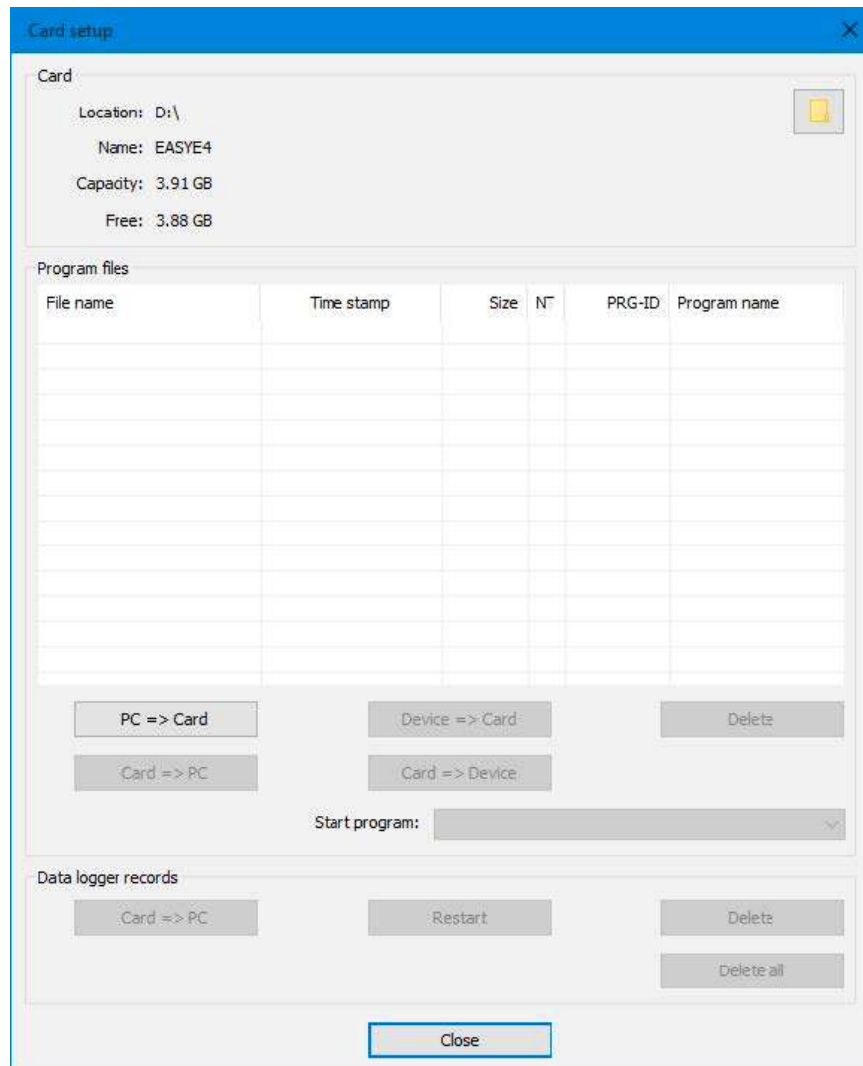 Card setup
Card
Location: D:\
Name: EASYE4
Capacity: 3.91 GB
Free: 3.88 GB
Program files
File name Time stamp Size NT PRG-ID Program name
PC => Card Device => Card Delete
Card => PC Card => Device
Start program:
Data logger records
Card => PC Restart Delete
Delete all
Close